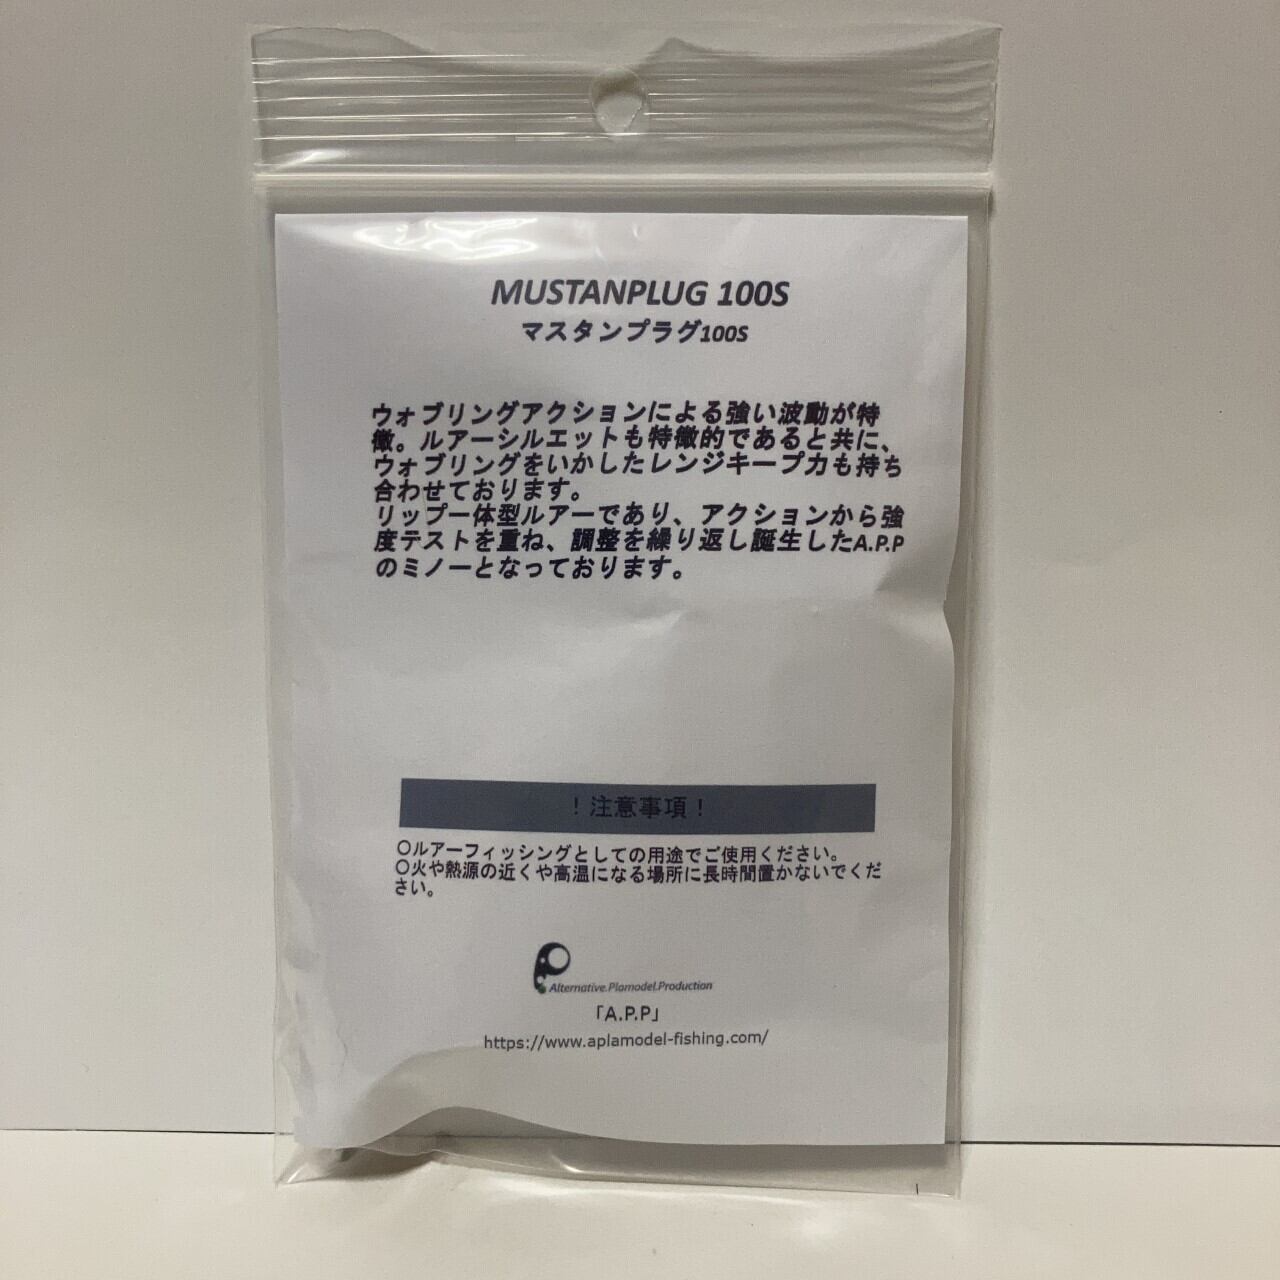 MUSTANPLUG 100S
マスタンプラグ100S
ウォブリングアクションによる強い波動が特
徴。ルアーシルエットも特徴的であると共に、
ウォブリングをいかしたレンジキープ力も持ち
合わせております。
リップ一体型ルアーであり、アクションから強
度テストを重ね、調整を繰り返し誕生したA.P.P
のミノーとなっております。
！注意事項！
〇ルアーフィッシングとしての用途でご使用ください。
〇火や熱源の近くや高温になる場所に長時間置かないでくだ
さい。
Alternative.Plamodel.Production
「A.P.P」
https://www.aplamodel-fishing.com/